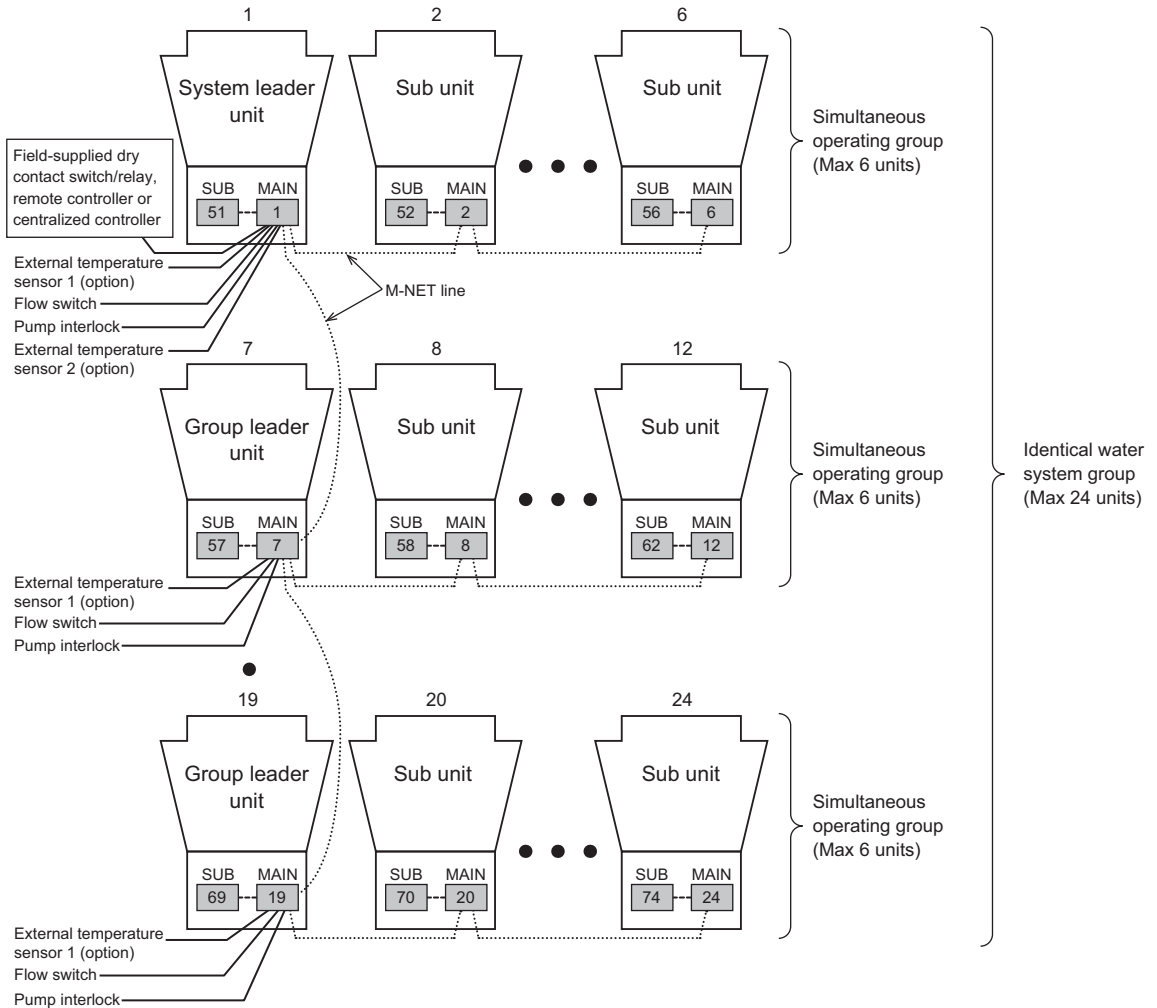 1
2
6
System leader
unit
Sub unit
Sub unit
Simultaneous
operating group
(Max 6 units)
Field-supplied dry
contact switch/relay,
remote controller or
centralized controller
SUB MAIN
51 1
SUB MAIN
52 2
SUB MAIN
56 6
External temperature
sensor 1 (option)
Flow switch
Pump interlock
External temperature
sensor 2 (option)
M-NET line
7
8
12
Group leader
unit
Sub unit
Sub unit
Simultaneous
operating group
(Max 6 units)
Identical water
system group
(Max 24 units)
SUB MAIN
57 7
SUB MAIN
58 8
SUB MAIN
62 12
External temperature
sensor 1 (option)
Flow switch
Pump interlock
19
20
24
Group leader
unit
Sub unit
Sub unit
Simultaneous
operating group
(Max 6 units)
SUB MAIN
69 19
SUB MAIN
70 20
SUB MAIN
74 24
External temperature
sensor 1 (option)
Flow switch
Pump interlock